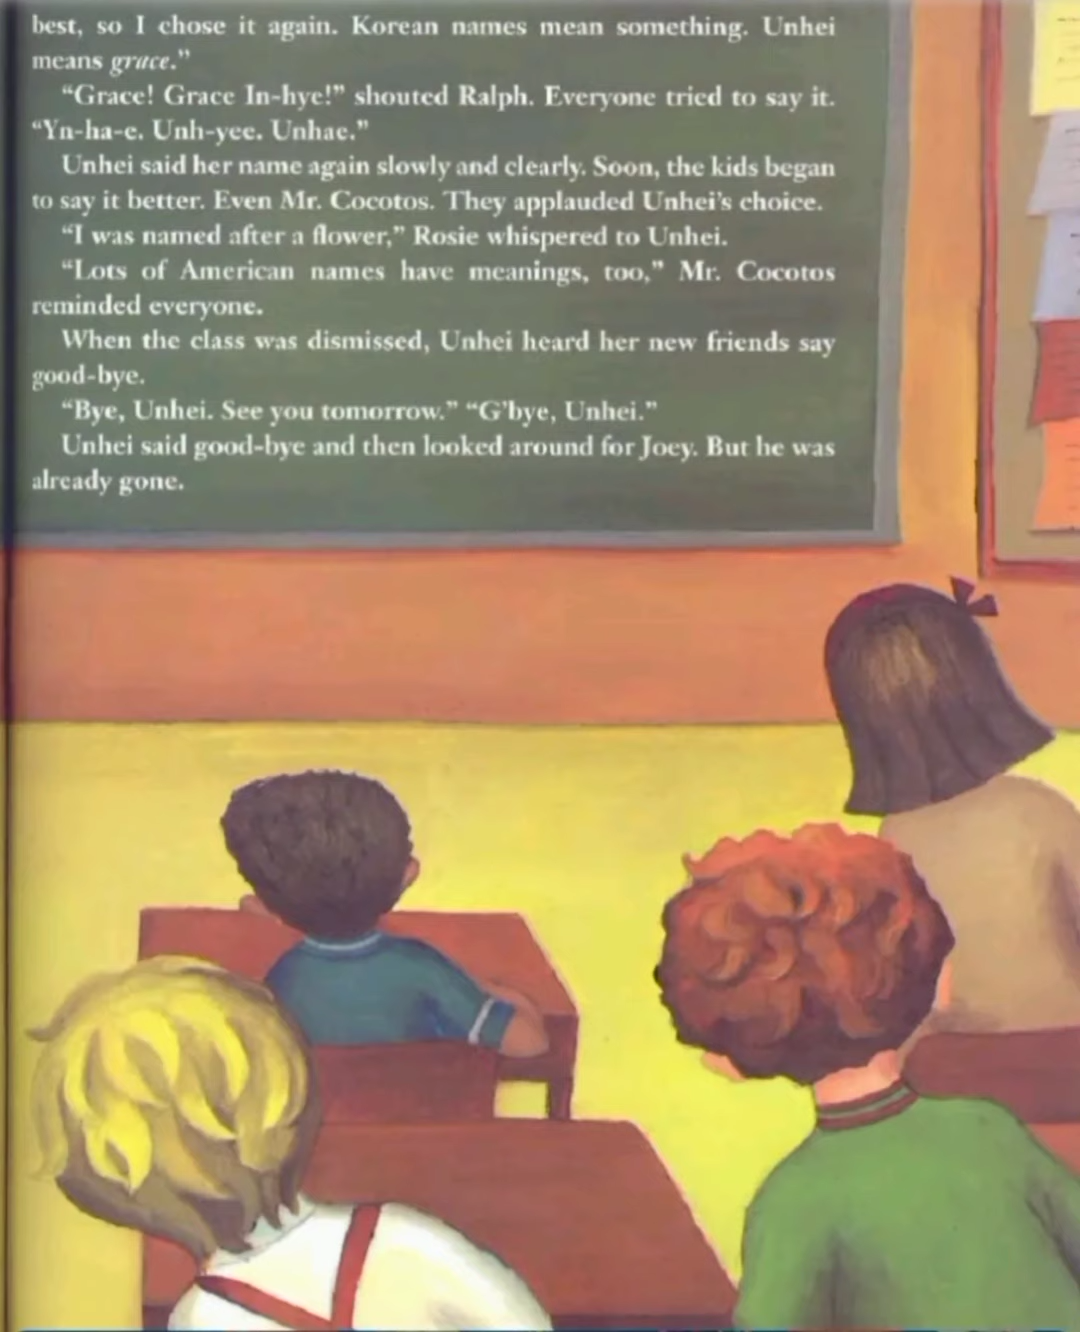 best, so I chose it again. Korean names mean something. Unhei
means grace.”
“Grace! Grace In-hye!” shouted Ralph. Everyone tried to say it.
“Yn-ha-e. Unh-yee. Unhae.”
Unhei said her name again slowly and clearly. Soon, the kids began
to say it better. Even Mr. Cocotos. They applauded Unhei’s choice.
“I was named after a flower,” Rosie whispered to Unhei.
“Lots of American names have meanings, too,” Mr. Cocotos
reminded everyone.
When the class was dismissed, Unhei heard her new friends say
good-bye.
“Bye, Unhei. See you tomorrow.” “G’bye, Unhei.”
Unhei said good-bye and then looked around for Joey. But he was
already gone.